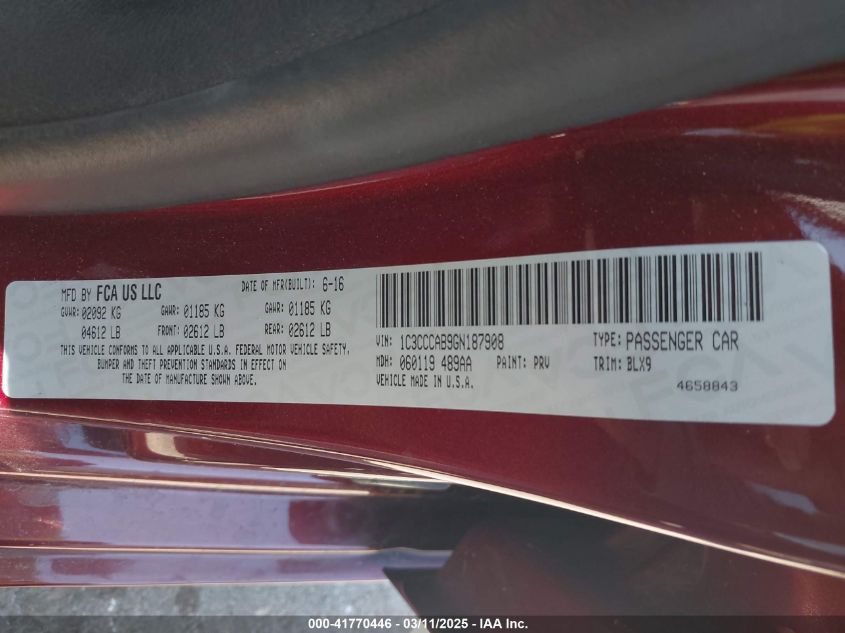 MFD BY FCA US LLC DATE OF MFR(BUILT): 6-16
GVWR: 02092 KG GAWR: 01185 KG GAWR: 01185 KG
04612 LB FRONT: 02612 LB REAR: 02612 LB
THIS VEHICLE CONFORMS TO ALL APPLICABLE U.S.A. FEDERAL MOTOR VEHICLE SAFETY,
BUMPER AND THEFT PREVENTION STANDARDS IN EFFECT ON
THE DATE OF MANUFACTURE SHOWN ABOVE.
VIN: 1C3CCCAB9GN187908 TYPE: PASSENGER CAR
MDH: 060119 489AA PAINT: PRV TRIM: BLX9
VEHICLE MADE IN U.S.A.
4658843
000-41770446 - 03/11/2025 - IAA Inc.